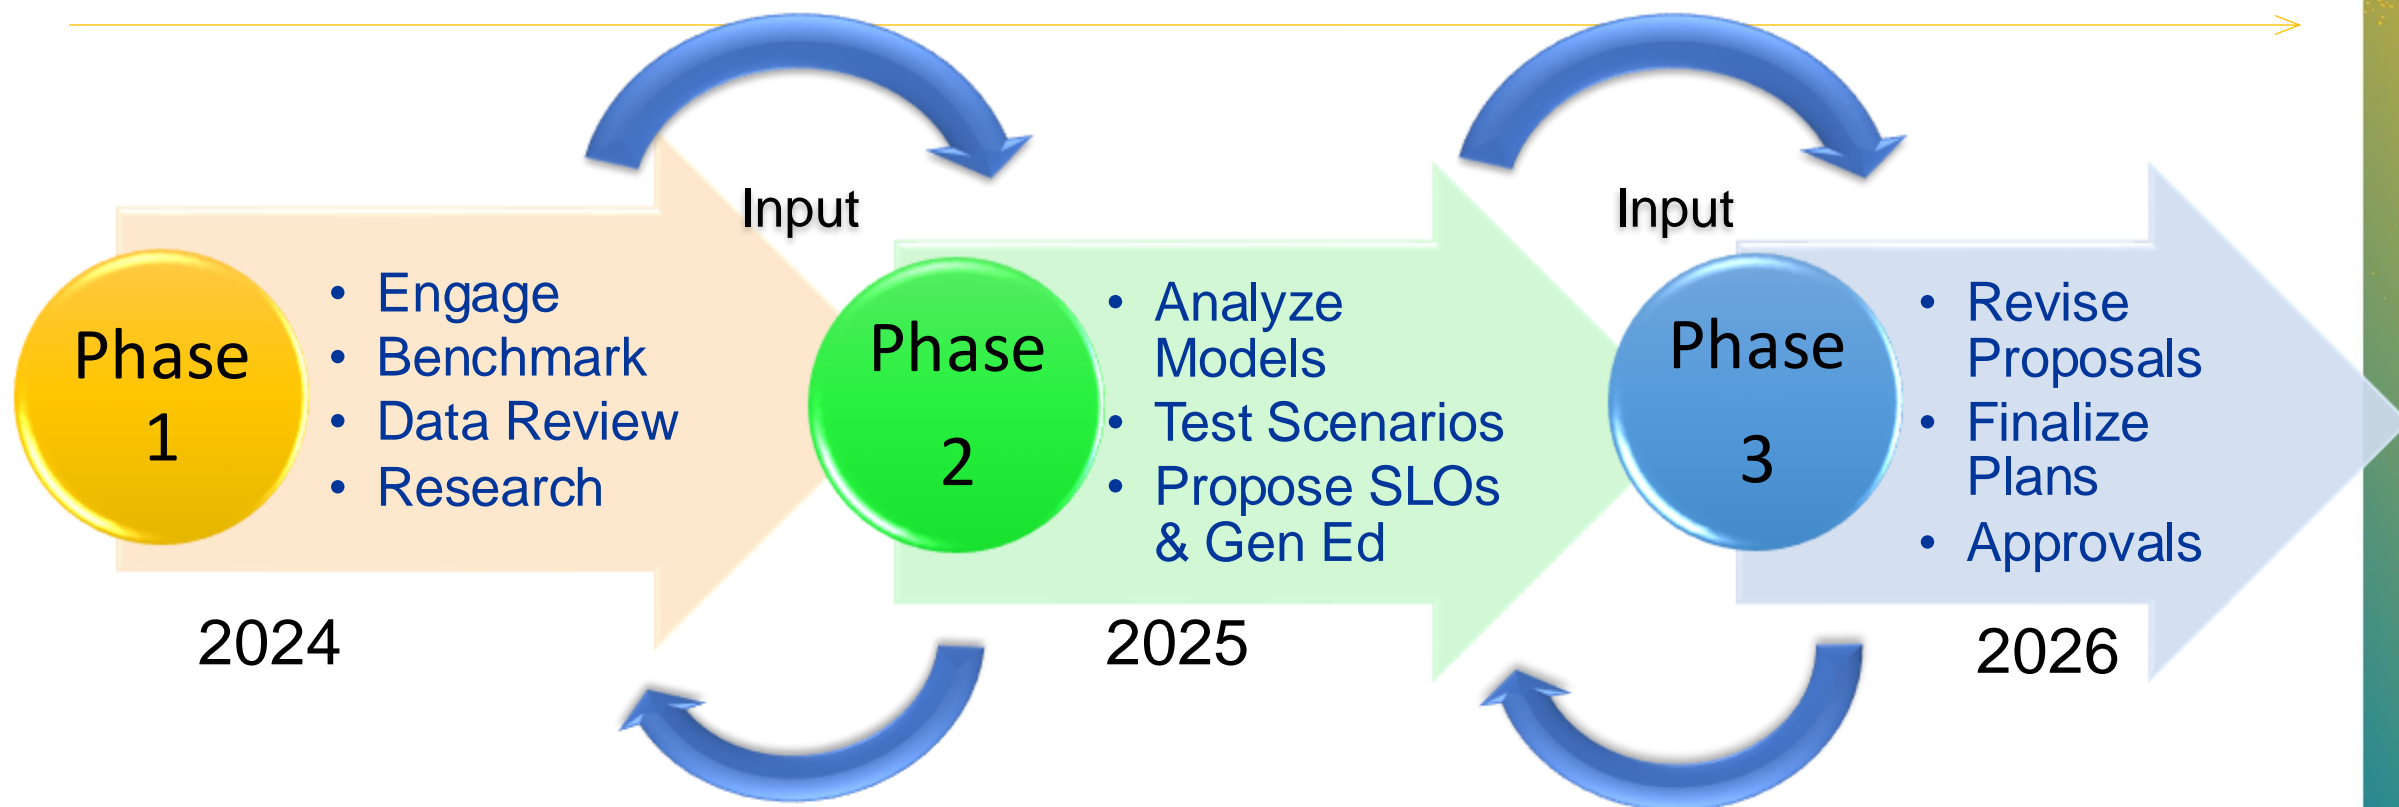 Input
Input
Phase
1
• Engage
• Benchmark
• Data Review
• Research
2024
Phase
2
• Analyze
Models
• Test Scenarios
• Propose SLOs
& Gen Ed
2025
Phase
3
• Revise
Proposals
• Finalize
Plans
• Approvals
2026